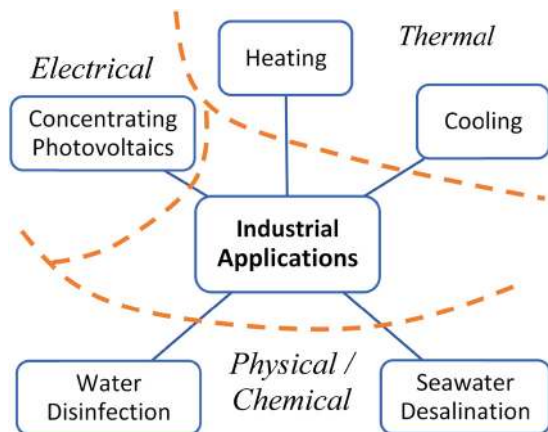 Electrical
Heating
Thermal
Concentrating
Photovoltaics
Cooling
Industrial
Applications
Water
Disinfection
Physical /
Chemical
Seawater
Desalination